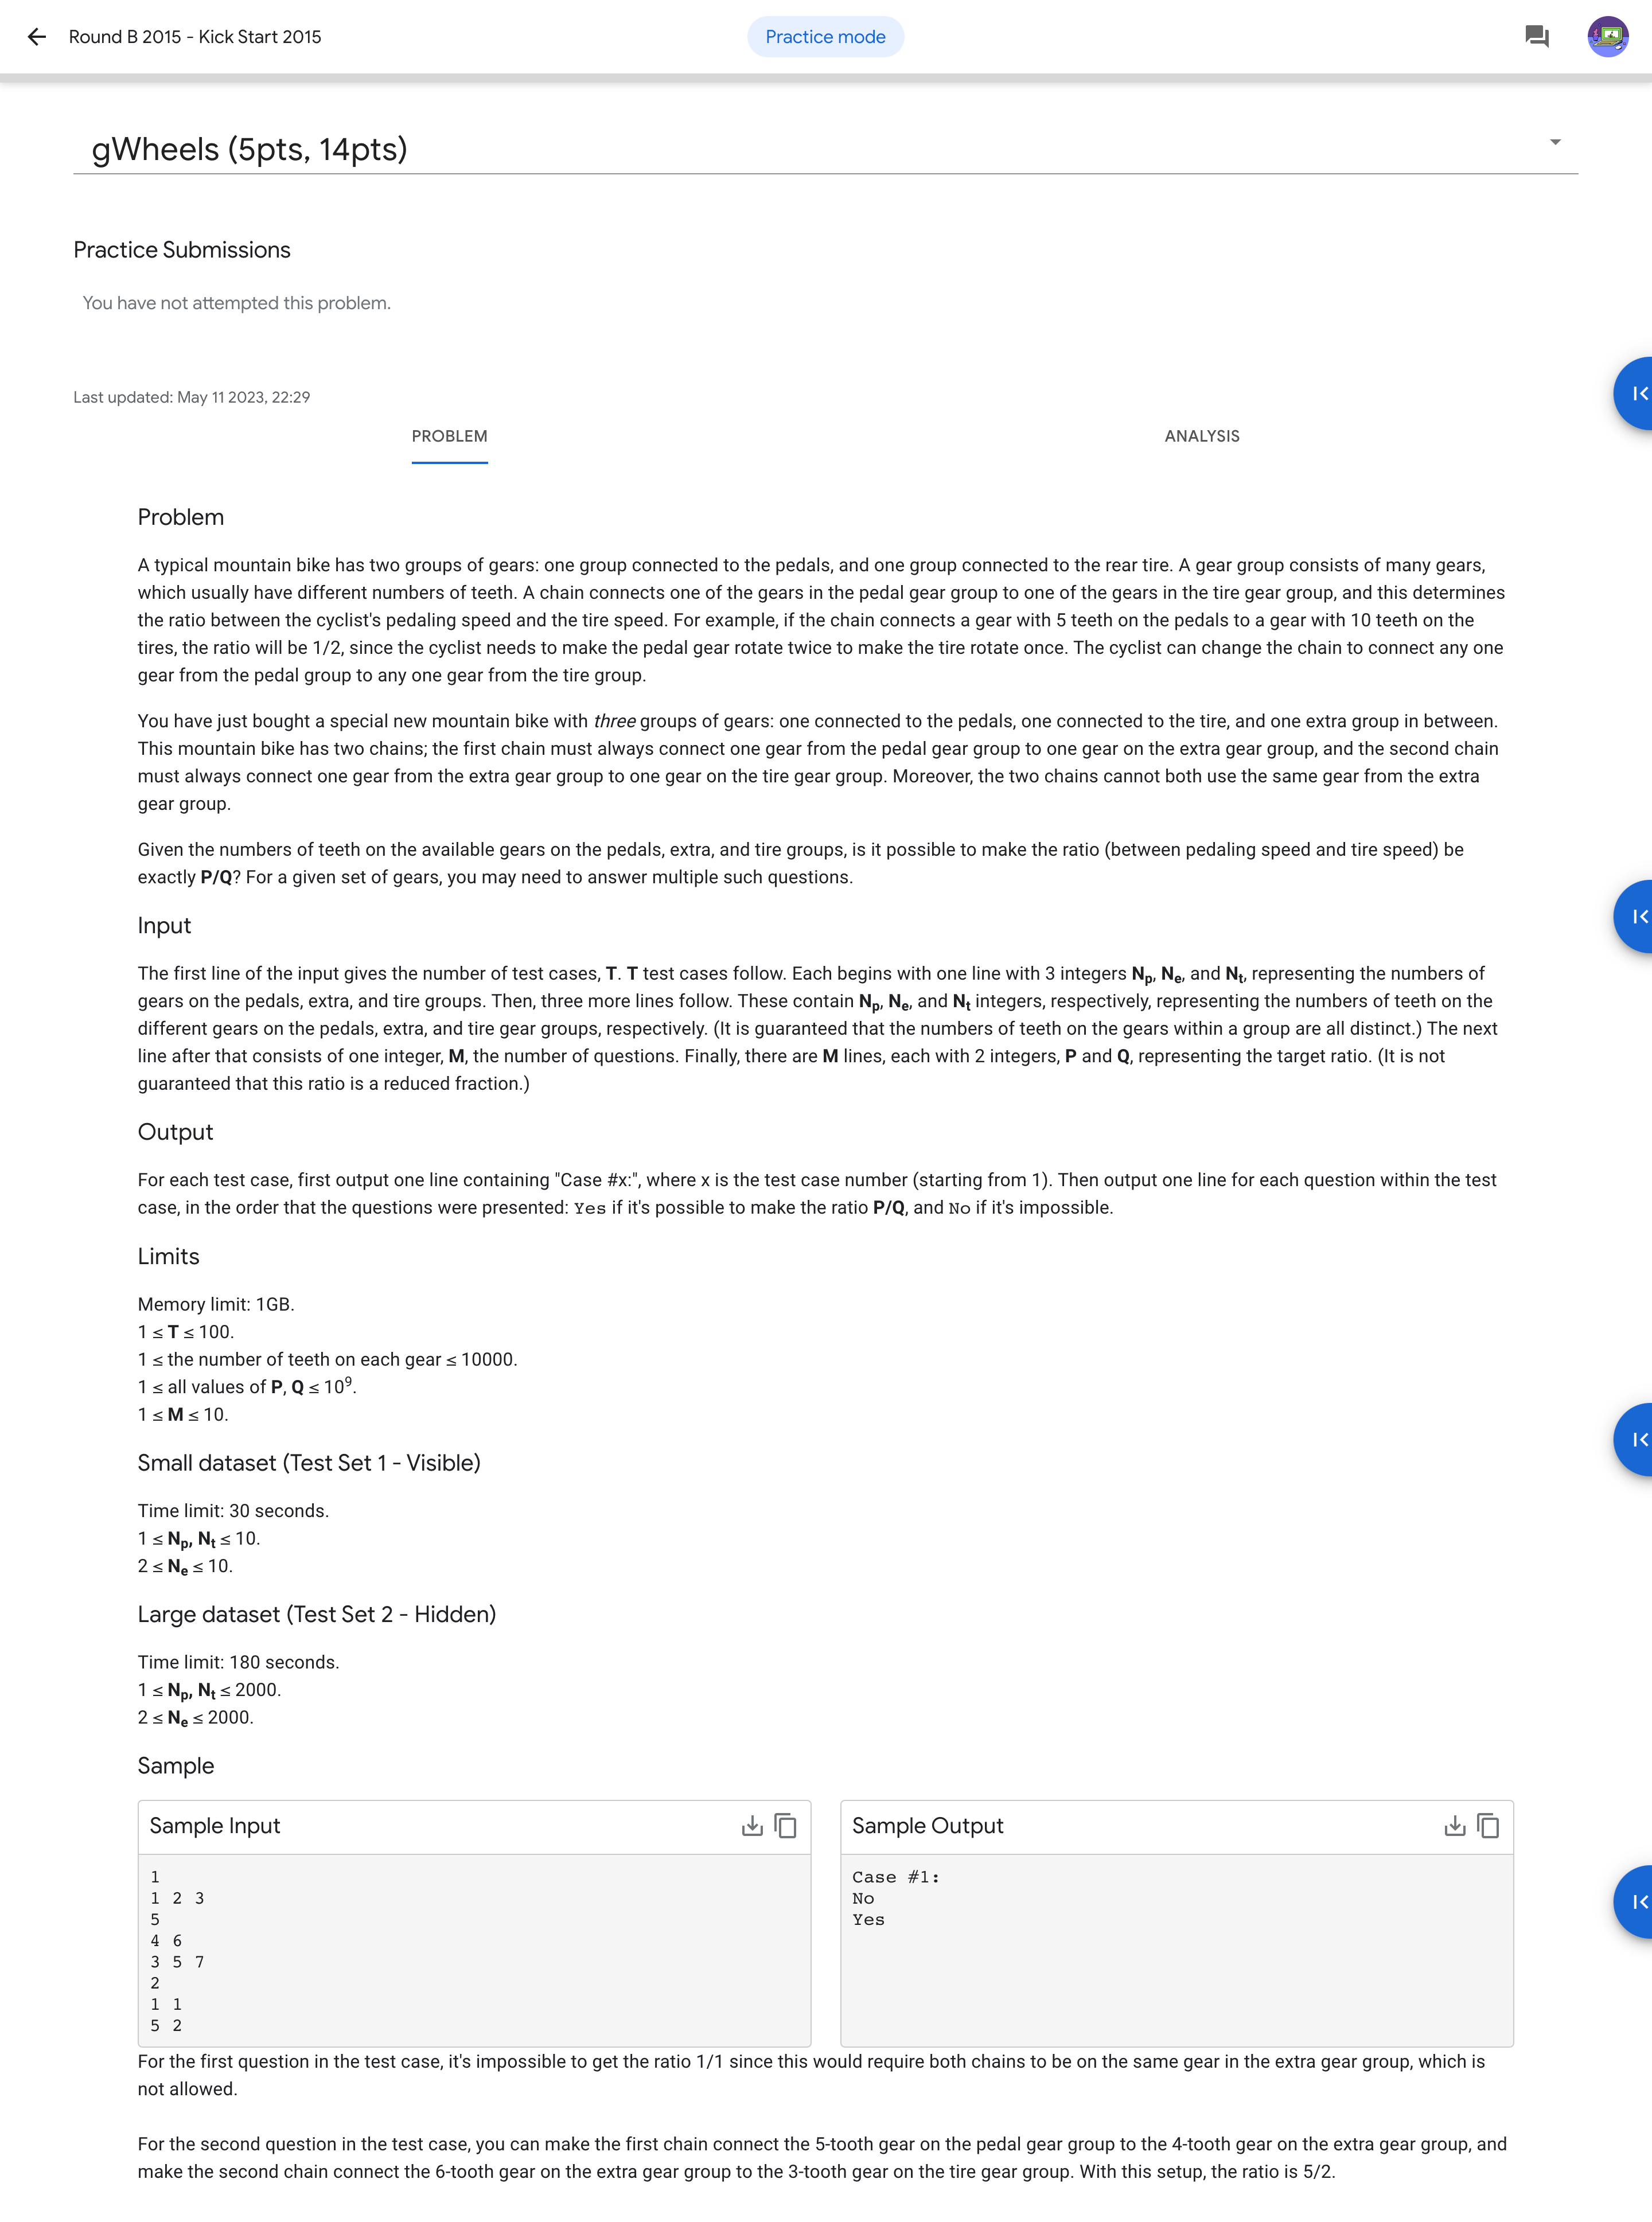 Round B 2015 - Kick Start 2015
Practice mode
gWheels (5pts, 14pts)
Practice Submissions
You have not attempted this problem.
Last updated: May 11 2023, 22:29
PROBLEM
ANALYSIS
Problem
A typical mountain bike has two groups of gears: one group connected to the pedals, and one group connected to the rear tire. A gear group consists of many gears,
which usually have different numbers of teeth. A chain connects one of the gears in the pedal gear group to one of the gears in the tire gear group, and this determines
the ratio between the cyclist's pedaling speed and the tire speed. For example, if the chain connects a gear with 5 teeth on the pedals to a gear with 10 teeth on the
tires, the ratio will be 1/2, since the cyclist needs to make the pedal gear rotate twice to make the tire rotate once. The cyclist can change the chain to connect any one
gear from the pedal group to any one gear from the tire group.
You have just bought a special new mountain bike with three groups of gears: one connected to the pedals, one connected to the tire, and one extra group in between.
This mountain bike has two chains; the first chain must always connect one gear from the pedal gear group to one gear on the extra gear group, and the second chain
must always connect one gear from the extra gear group to one gear on the tire gear group. Moreover, the two chains cannot both use the same gear from the extra
gear group.
Given the numbers of teeth on the available gears on the pedals, extra, and tire groups, is it possible to make the ratio (between pedaling speed and tire speed) be
exactly P/Q? For a given set of gears, you may need to answer multiple such questions.
Input
The first line of the input gives the number of test cases, T. T test cases follow. Each begins with one line with 3 integers Np, Ne, and Nt, representing the numbers of
gears on the pedals, extra, and tire groups. Then, three more lines follow. These contain Np, Ne, and Nt integers, respectively, representing the numbers of teeth on the
different gears on the pedals, extra, and tire gear groups, respectively. (It is guaranteed that the numbers of teeth on the gears within a group are all distinct.) The next
line after that consists of one integer, M, the number of questions. Finally, there are M lines, each with 2 integers, P and Q, representing the target ratio. (It is not
guaranteed that this ratio is a reduced fraction.)
Output
For each test case, first output one line containing "Case #x:", where x is the test case number (starting from 1). Then output one line for each question within the test
case, in the order that the questions were presented: Yes if it's possible to make the ratio P/Q, and No if it's impossible.
Limits
Memory limit: 1GB.
1 ≤ T ≤ 100.
1 ≤ the number of teeth on each gear ≤ 10000.
1 ≤ all values of P, Q ≤ 10⁹.
1 ≤ M ≤ 10.
Small dataset (Test Set 1 - Visible)
Time limit: 30 seconds.
1 ≤ Np, Nt ≤ 10.
2 ≤ Ne ≤ 10.
Large dataset (Test Set 2 - Hidden)
Time limit: 180 seconds.
1 ≤ Np, Nt ≤ 2000.
2 ≤ Ne ≤ 2000.
Sample
Sample Input
1
1 2 3
5
4 6
3 5 7
2
1 1
5 2
Sample Output
Case #1:
No
Yes
For the first question in the test case, it's impossible to get the ratio 1/1 since this would require both chains to be on the same gear in the extra gear group, which is
not allowed.
For the second question in the test case, you can make the first chain connect the 5-tooth gear on the pedal gear group to the 4-tooth gear on the extra gear group, and
make the second chain connect the 6-tooth gear on the extra gear group to the 3-tooth gear on the tire gear group. With this setup, the ratio is 5/2.